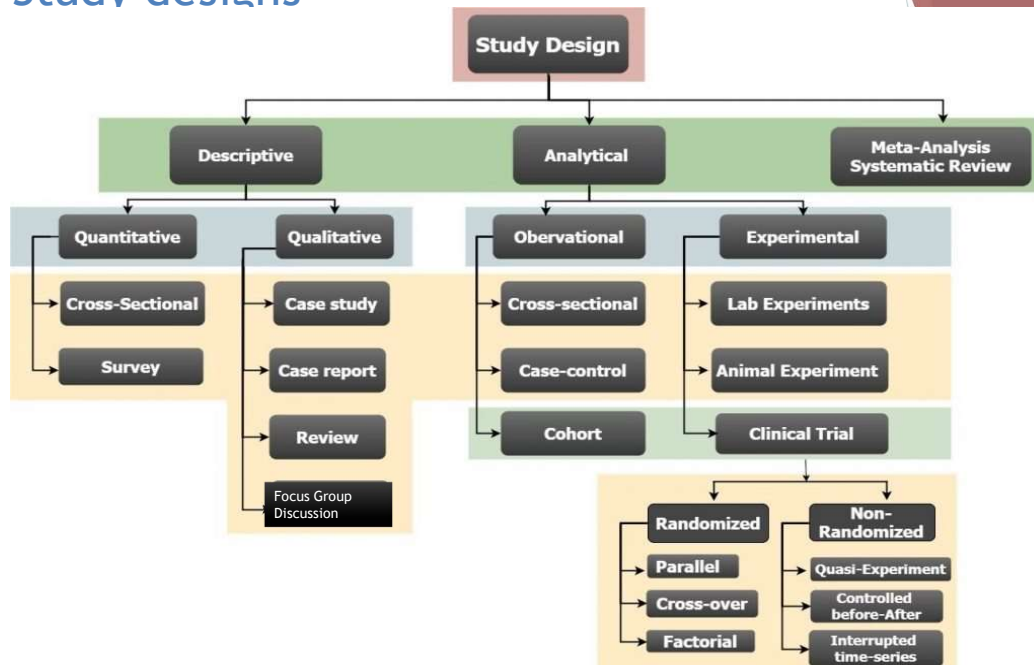 Study designs
Study Design
Descriptive
Analytical
Meta-Analysis
Systematic Review
Quantitative
Qualitative
Obervational
Experimental
Cross-Sectional
Case study
Cross-sectional
Lab Experiments
Survey
Case report
Case-control
Animal Experiment
Review
Cohort
Clinical Trial
Focus Group
Discussion
Randomized
Non-
Randomized
Parallel
Quasi-Experiment
Cross-over
Controlled
before-After
Factorial
Interrupted
time-series